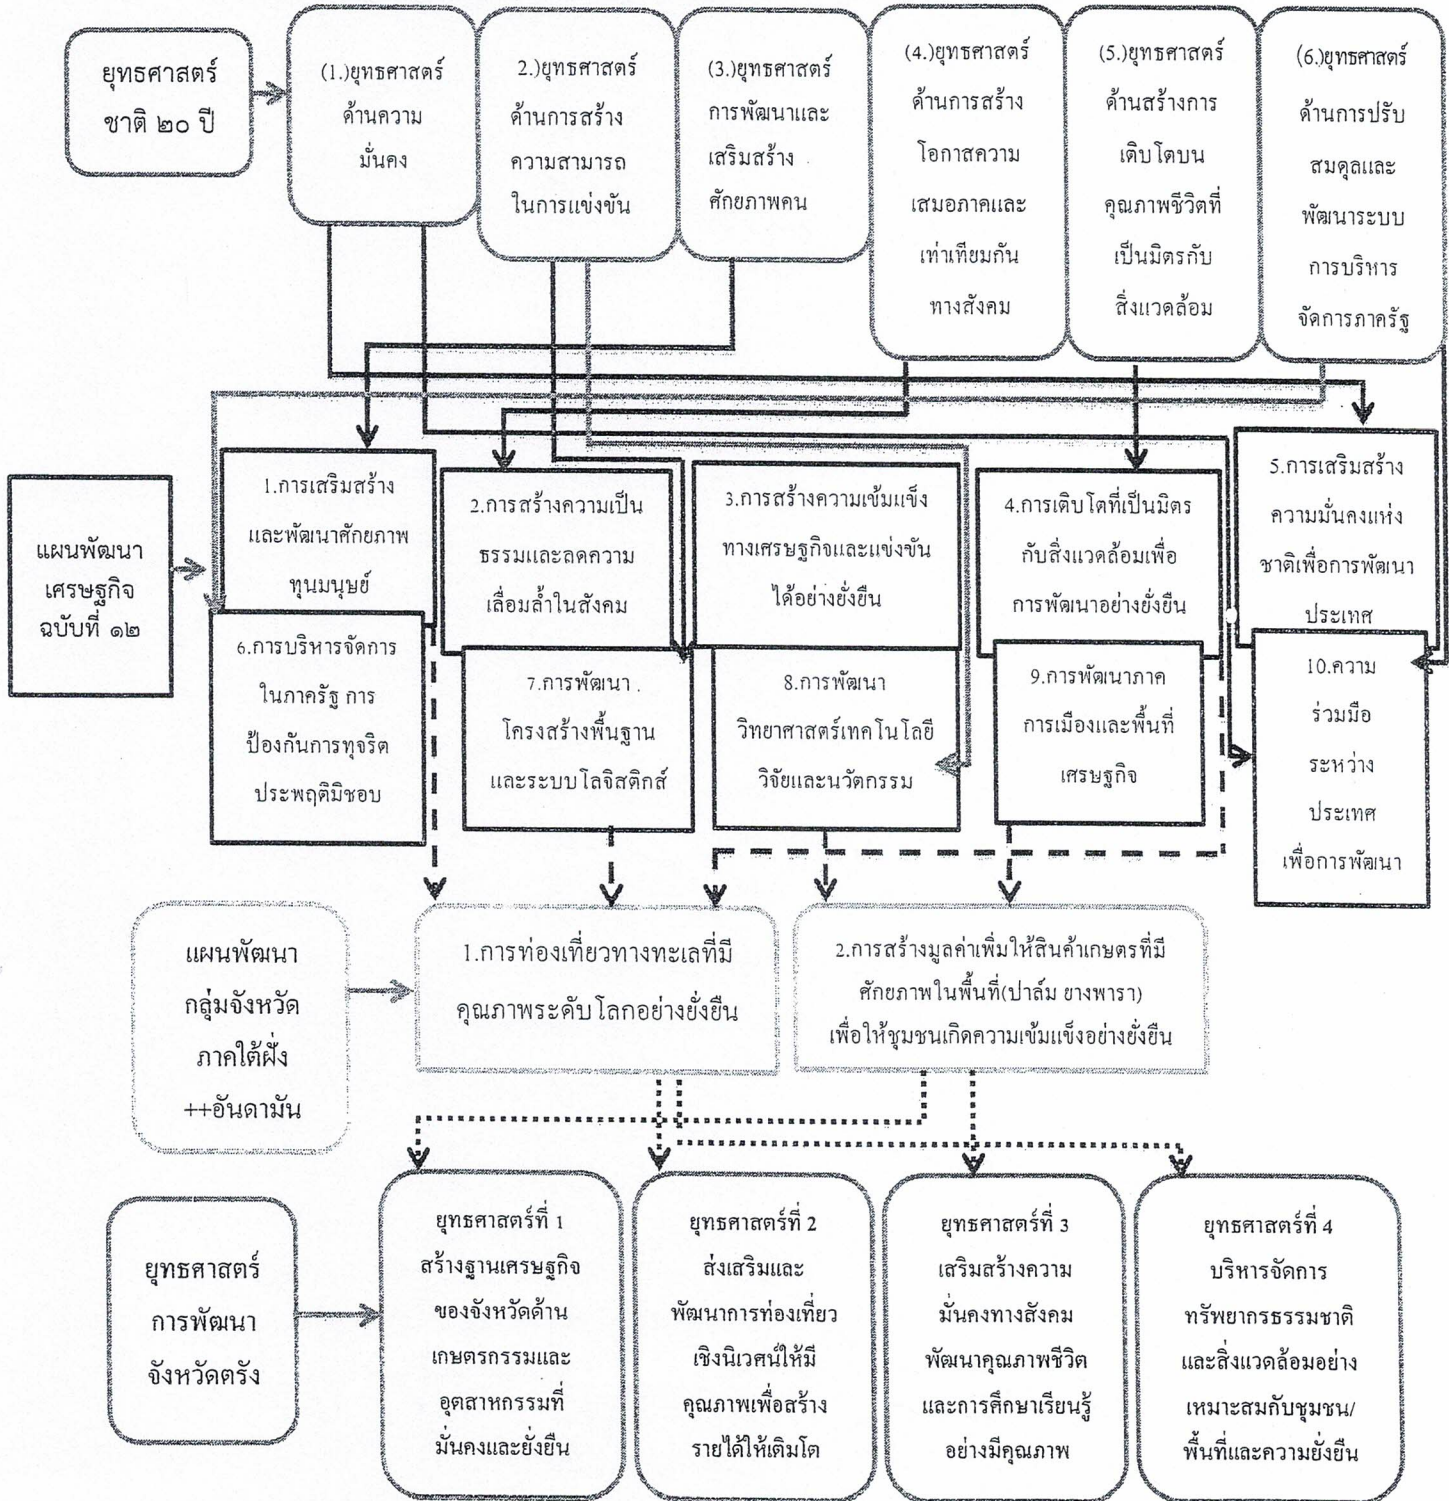 ยุทธศาสตร์
ชาติ ๒๐ ปี
(1.)ยุทธศาสตร์
ด้านความ
มั่นคง
2.)ยุทธศาสตร์
ด้านการสร้าง
ความสามารถ
ในการแข่งขัน
(3.)ยุทธศาสตร์
การพัฒนาและ
เสริมสร้าง
ศักยภาพคน
(4.)ยุทธศาสตร์
ด้านการสร้าง
โอกาสความ
เสมอภาคและ
เท่าเทียมกัน
ทางสังคม
(5.)ยุทธศาสตร์
ด้านสร้างการ
เติบโตบน
คุณภาพชีวิตที่
เป็นมิตรกับ
สิ่งแวดล้อม
(6.)ยุทธศาสตร์
ด้านการปรับ
สมดุลและ
พัฒนาระบบ
การบริหาร
จัดการภาครัฐ
แผนพัฒนา
เศรษฐกิจ
ฉบับที่ ๑๒
1.การเสริมสร้าง
และพัฒนาศักยภาพ
ทุนมนุษย์
2.การสร้างความเป็น
ธรรมและลดความ
เลื่อมล้ำในสังคม
3.การสร้างความเข้มแข็ง
ทางเศรษฐกิจและแข่งขัน
ได้อย่างยั่งยืน
4.การเติบโตที่เป็นมิตร
กับสิ่งแวดล้อมเพื่อ
การพัฒนาอย่างยั่งยืน
5.การเสริมสร้าง
ความมั่นคงแห่ง
ชาติเพื่อการพัฒนา
ประเทศ
6.การบริหารจัดการ
ในภาครัฐ การ
ป้องกันการทุจริต
ประพฤติมิชอบ
7.การพัฒนา
โครงสร้างพื้นฐาน
และระบบโลจิสติกส์
8.การพัฒนา
วิทยาศาสตร์เทคโนโลยี
วิจัยและนวัตกรรม
9.การพัฒนาภาค
การเมืองและพื้นที่
เศรษฐกิจ
10.ความ
ร่วมมือ
ระหว่าง
ประเทศ
เพื่อการพัฒนา
แผนพัฒนา
กลุ่มจังหวัด
ภาคใต้ฝั่ง
++อันดามัน
1.การท่องเที่ยวทางทะเลที่มี
คุณภาพระดับโลกอย่างยั่งยืน
2.การสร้างมูลค่าเพิ่มให้สินค้าเกษตรที่มี
ศักยภาพในพื้นที่(ปาล์ม ยางพารา)
เพื่อให้ชุมชนเกิดความเข้มแข็งอย่างยั่งยืน
ยุทธศาสตร์
การพัฒนา
จังหวัดตรัง
ยุทธศาสตร์ที่ 1
สร้างฐานเศรษฐกิจ
ของจังหวัดด้าน
เกษตรกรรมและ
อุตสาหกรรมที่
มั่นคงและยั่งยืน
ยุทธศาสตร์ที่ 2
ส่งเสริมและ
พัฒนาการท่องเที่ยว
เชิงนิเวศน์ให้มี
คุณภาพเพื่อสร้าง
รายได้ให้เติมโต
ยุทธศาสตร์ที่ 3
เสริมสร้างความ
มั่นคงทางสังคม
พัฒนาคุณภาพชีวิต
และการศึกษาเรียนรู้
อย่างมีคุณภาพ
ยุทธศาสตร์ที่ 4
บริหารจัดการ
ทรัพยากรธรรมชาติ
และสิ่งแวดล้อมอย่าง
เหมาะสมกับชุมชน/
พื้นที่และความยั่งยืน